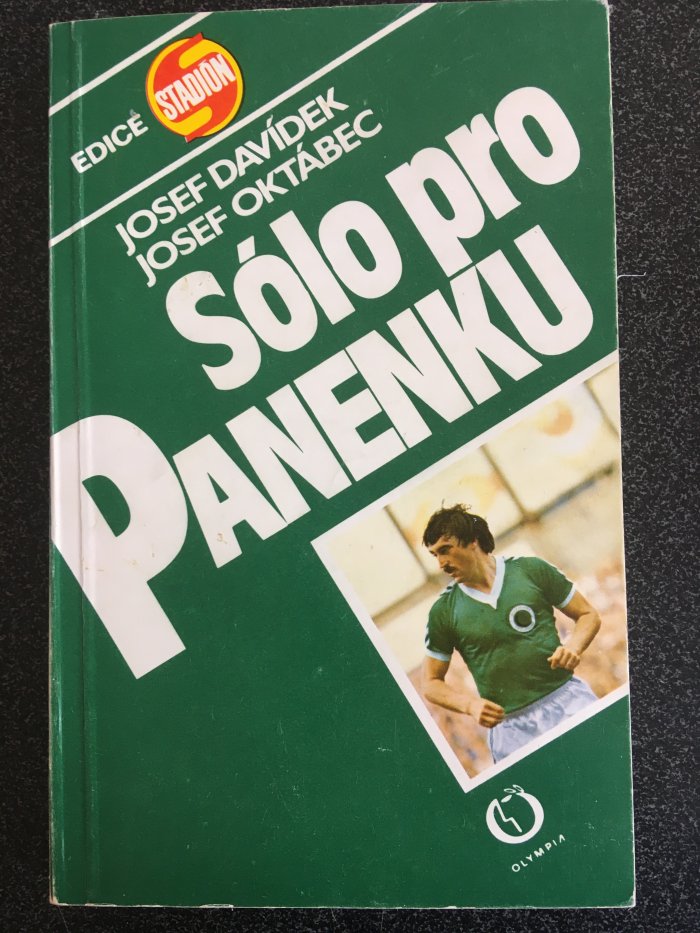 EDICE STADIÓN
JOSEF DAVÍDEK
JOSEF OKTÁBEC
Sólo pro
PANENKU
OLYMPIA